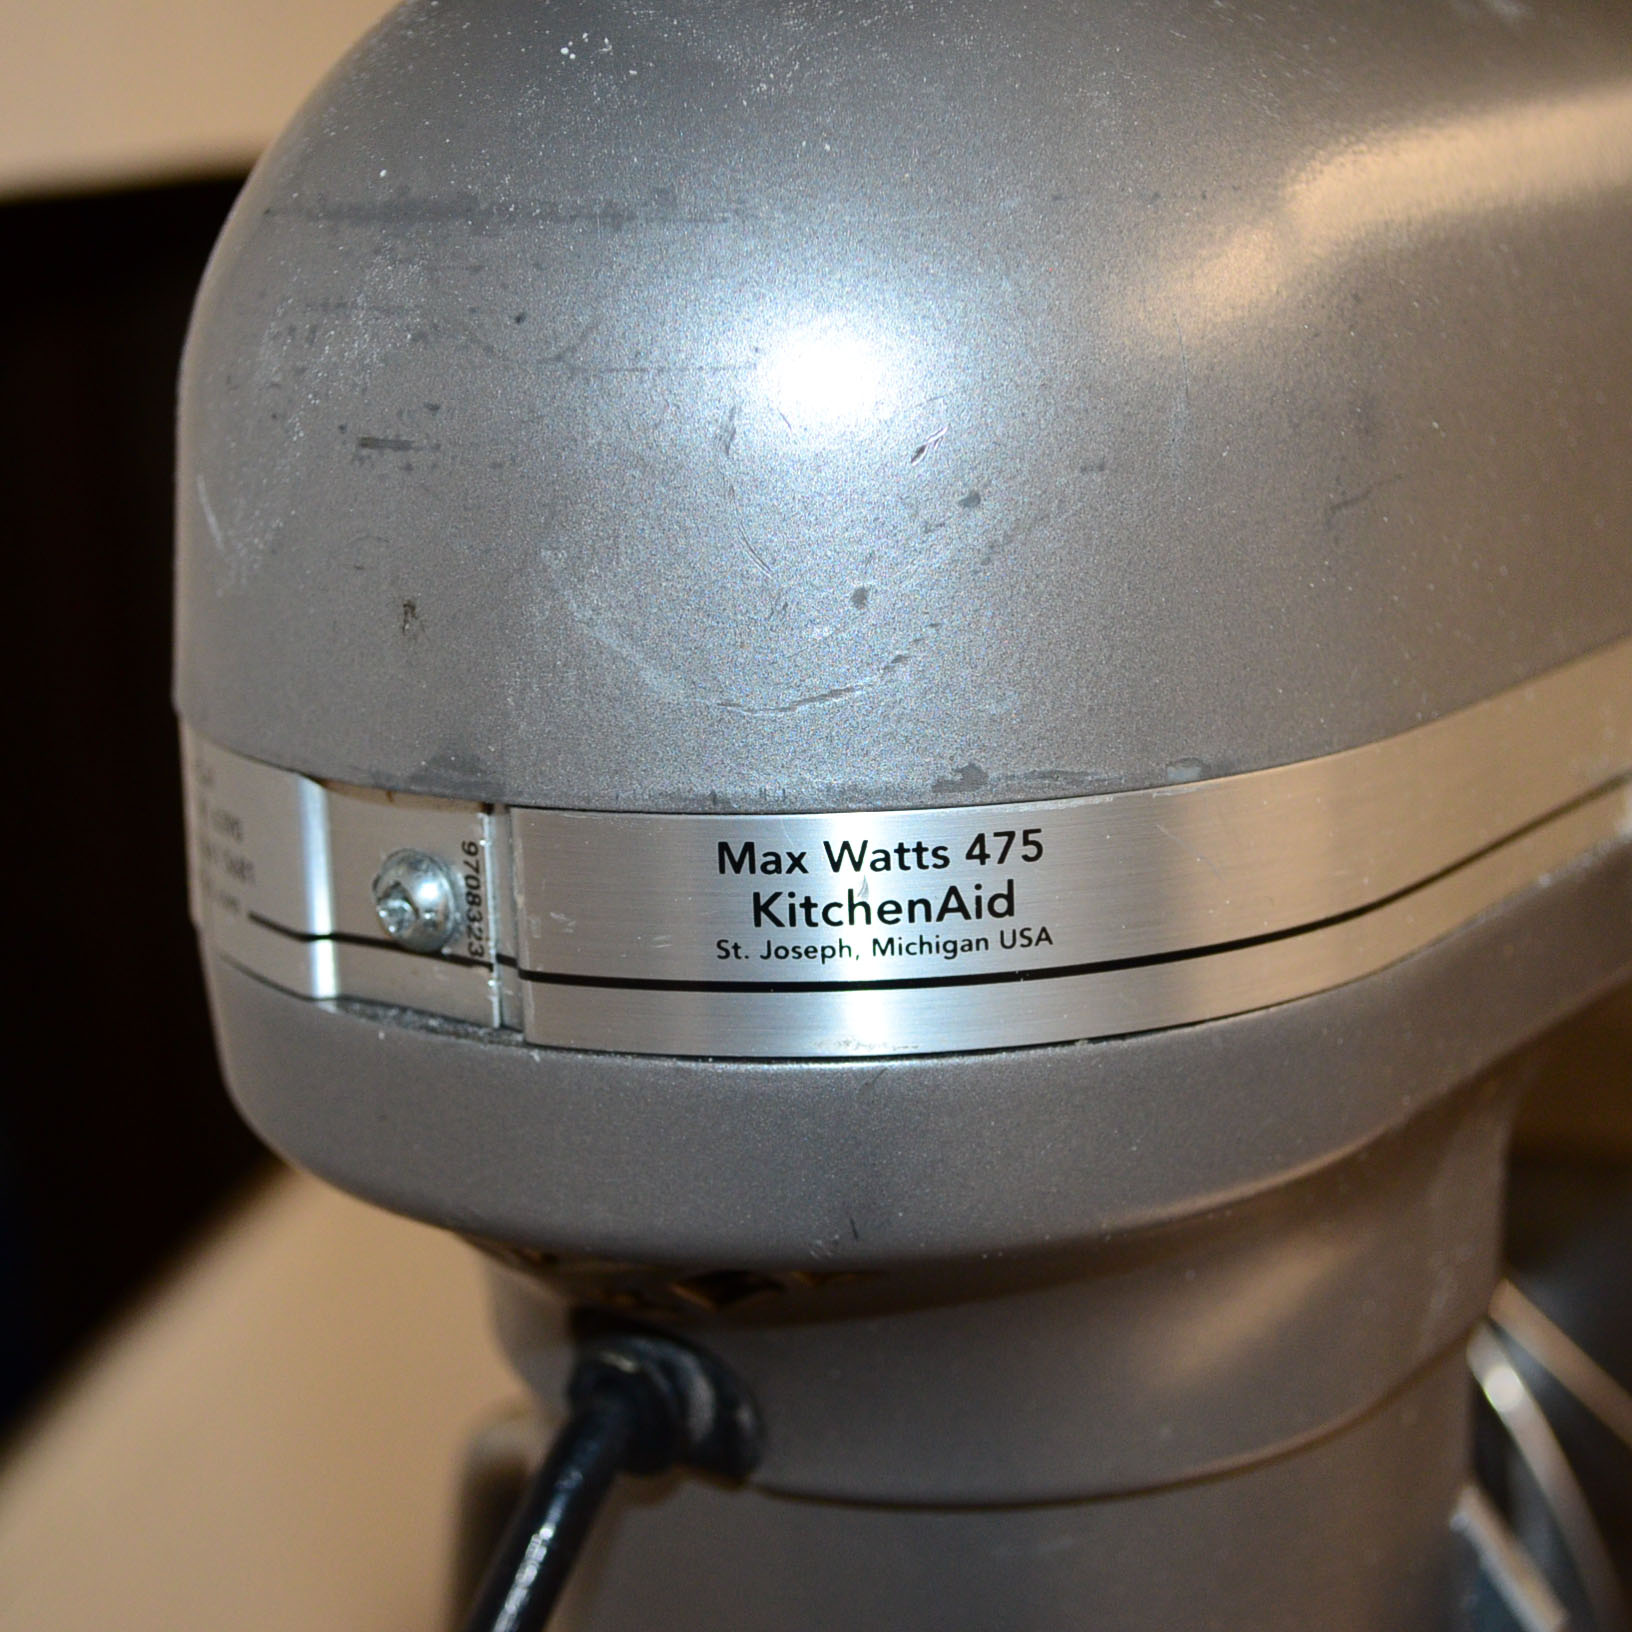 9708323
Max Watts 475
KitchenAid
St. Joseph, Michigan USA